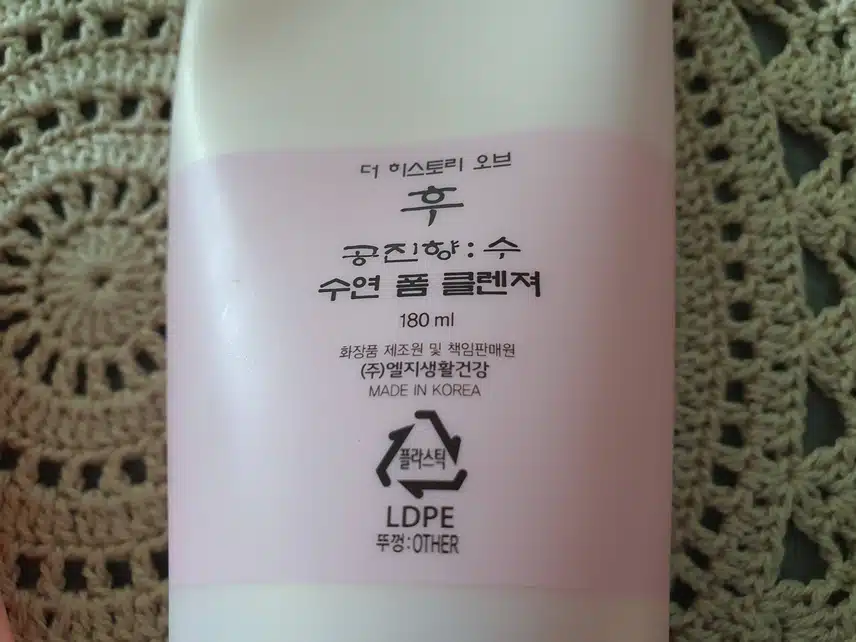 더 히스토리 오브
후
공진향 : 수
수연 폼 클렌져
180 ml
화장품 제조원 및 책임판매원
(주)엘지생활건강
MADE IN KOREA
플라스틱
LDPE
뚜껑:OTHER